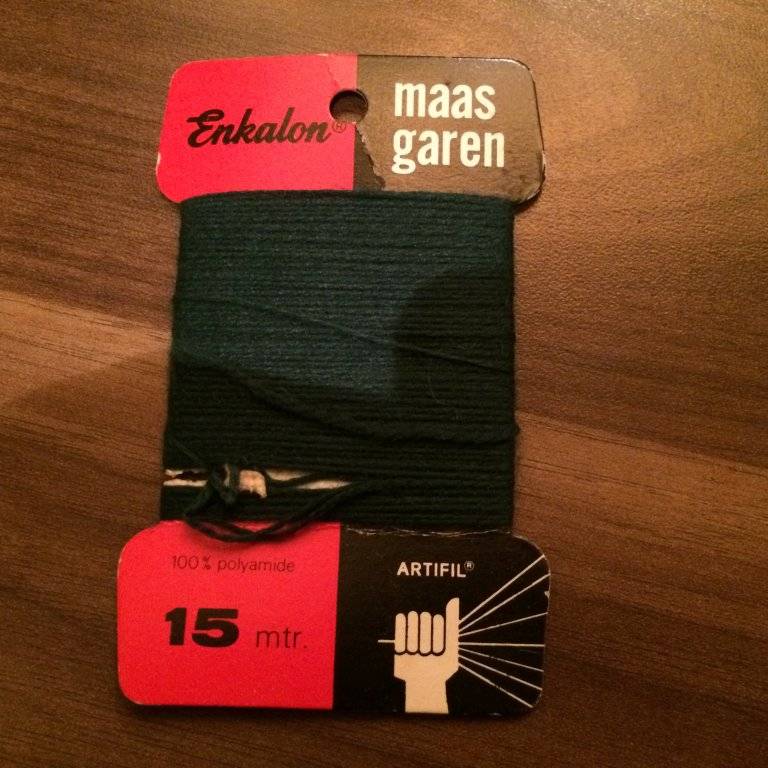 Enkalon®
maas
garen
100% polyamide
15 mtr.
ARTIFIL®